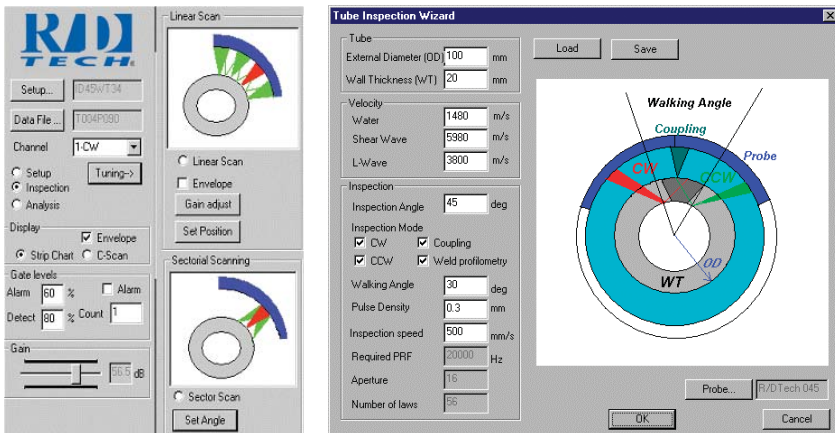 R/D
TECH.
Setup... ID45WT34
Data File ... T004P090
Channel 1-CW
Setup
Inspection
Analysis
Tuning->
Display
Envelope
Strip Chart C-Scan
Gate levels
Alarm 60 % Alarm
Detect 80 % Count 1
Gain
56.5 dB
Linear Scan
Linear Scan
Envelope
Gain adjust
Set Position
Sectorial Scanning
Sector Scan
Set Angle
Tube Inspection Wizard
Tube
External Diameter (OD) 100 mm
Wall Thickness (WT) 20 mm
Velocity
Water 1480 m/s
Shear Wave 5980 m/s
L-Wave 3800 m/s
Inspection
Inspection Angle 45 deg
Inspection Mode
CW Coupling
CCW Weld profilometry
Walking Angle 30 deg
Pulse Density 0.3 mm
Inspection speed 500 mm/s
Required PRF 20000 Hz
Aperture 16
Number of laws 56
Load Save
Walking Angle
Coupling
Probe
CW CCW
OD
WT
Probe... R/DTech 045
OK Cancel